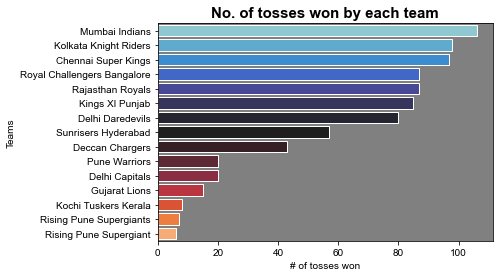 No. of tosses won by each team
Mumbai Indians
Kolkata Knight Riders
Chennai Super Kings
Royal Challengers Bangalore
Rajasthan Royals
Kings XI Punjab
Delhi Daredevils
Sunrisers Hyderabad
Deccan Chargers
Pune Warriors
Delhi Capitals
Gujarat Lions
Kochi Tuskers Kerala
Rising Pune Supergiants
Rising Pune Supergiant
Teams
0 20 40 60 80 100
# of tosses won